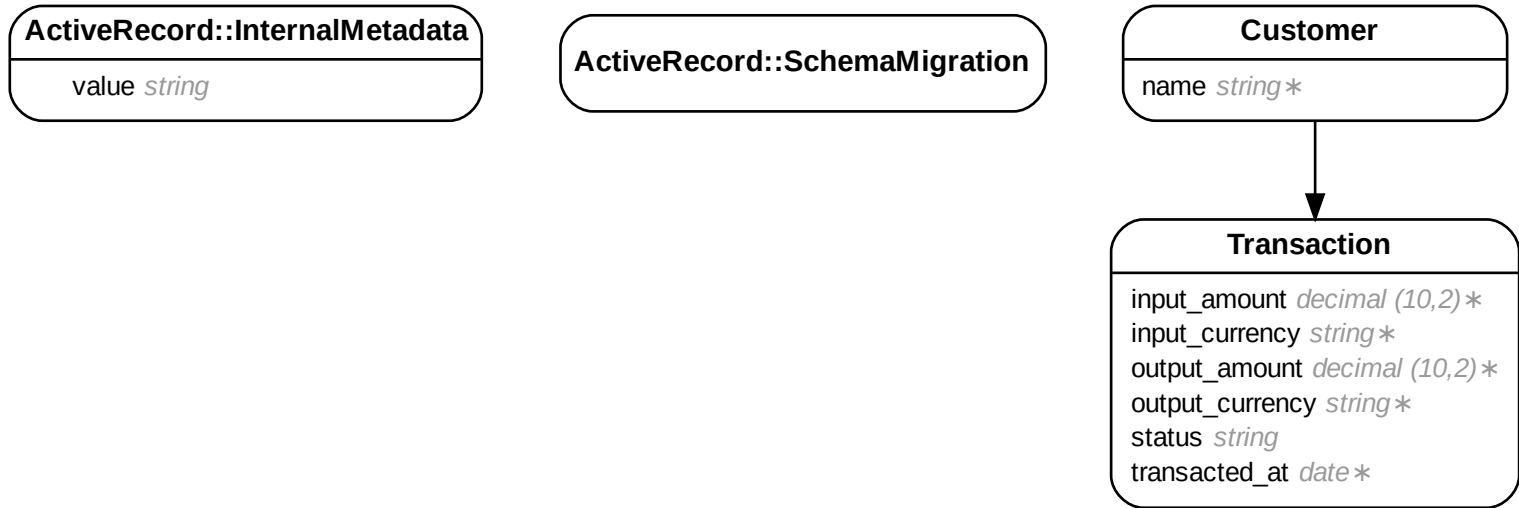 ActiveRecord::InternalMetadata
value string
ActiveRecord::SchemaMigration
Customer
name string∗
Transaction
input_amount decimal (10,2)∗
input_currency string∗
output_amount decimal (10,2)∗
output_currency string∗
status string
transacted_at date∗